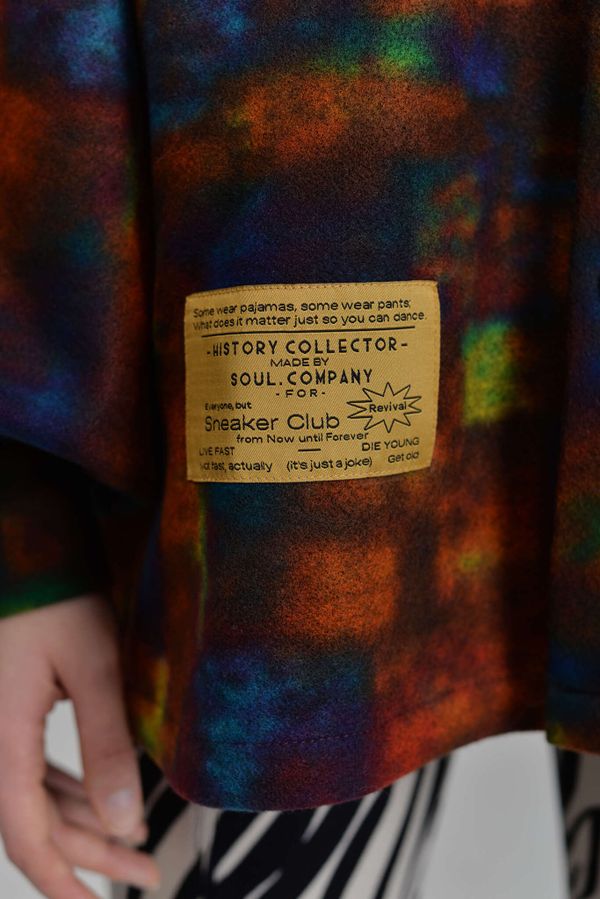 Some wear pajamas, some wear pants;
What does it matter just so you can dance.
-HISTORY COLLECTOR-
MADE BY
SOUL.COMPANY
- FOR -
Everyone, but
Sneaker Club
Revival
from Now until Forever
LIVE FAST — DIE YOUNG
Not fast, actually (it's just a joke) Get old